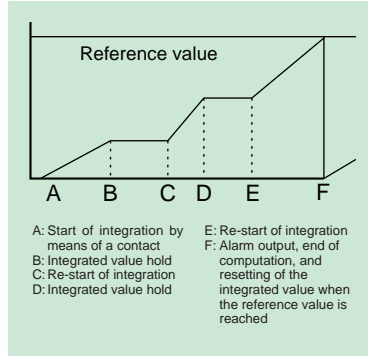 Reference value
A B C D E F
A: Start of integration by
means of a contact
B: Integrated value hold
C: Re-start of integration
D: Integrated value hold
E: Re-start of integration
F: Alarm output, end of
computation, and
resetting of the
integrated value when
the reference value is
reached